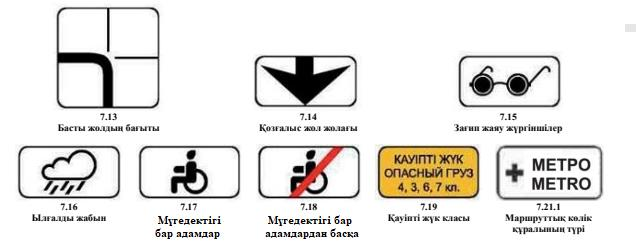 7.13
Басты жолдың бағыты
7.14
Қозғалыс жол жолағы
7.15
Зағип жаяу жүргіншілер
7.16
Ылғалды жабын
7.17
Мүгедектігі
бар адамдар
7.18
Мүгедектігі бар
адамдардан басқа
КАУІПТІ ЖҮК
ОПАСНЫЙ ГРУЗ
4, 3, 6, 7 кл.
7.19
Қауіпті жүк класы
+ МЕТРО
METRO
7.21.1
Маршруттық көлік
құралының түрі